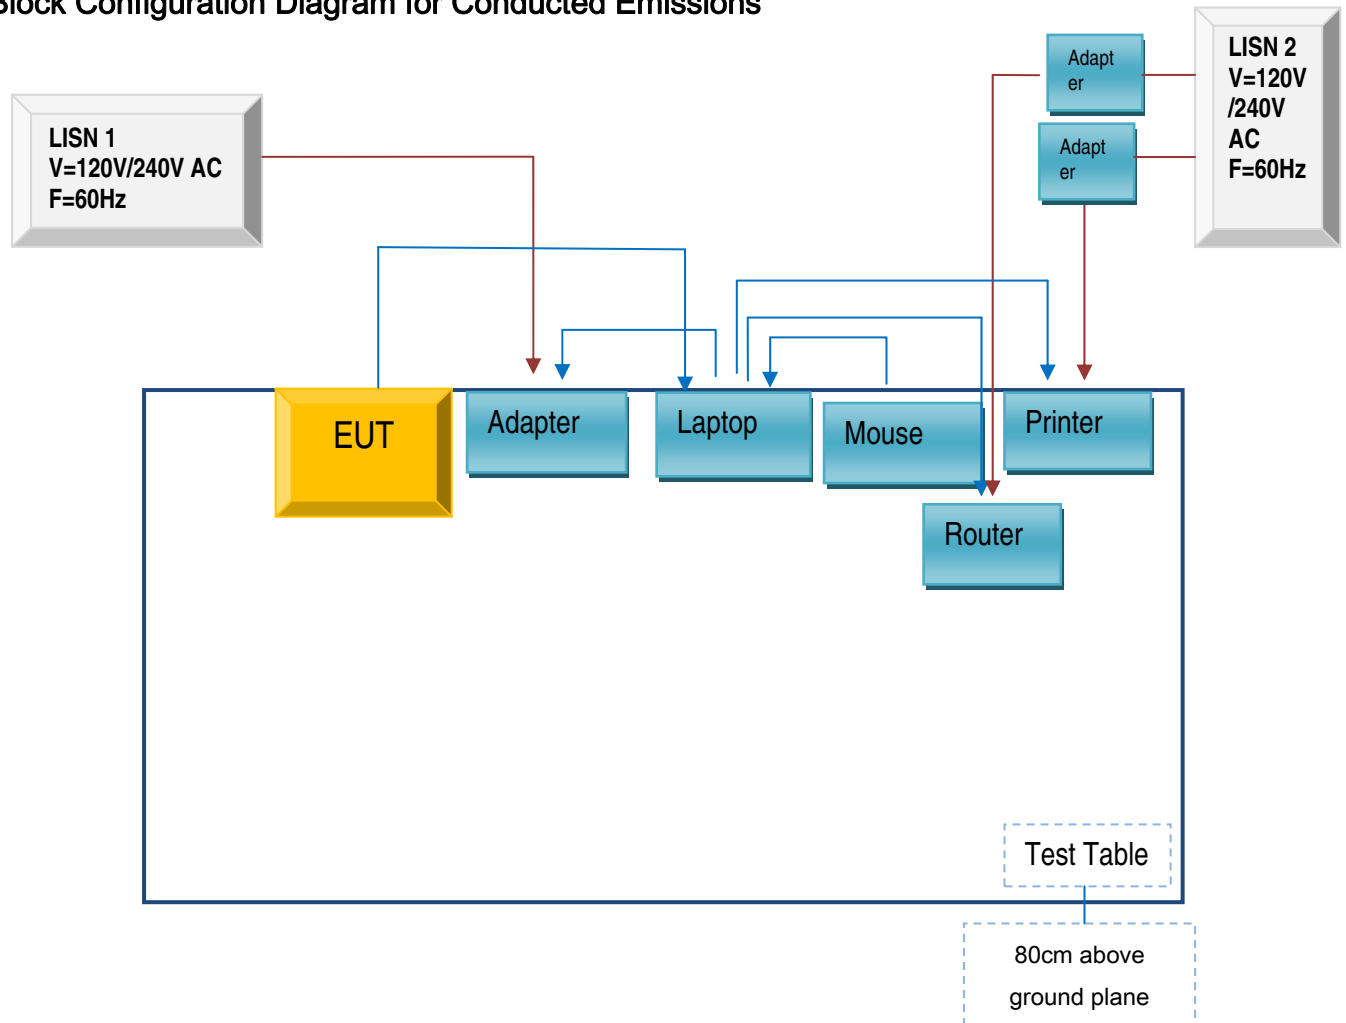 Block Configuration Diagram for Conducted Emissions
LISN 1
V=120V/240V AC
F=60Hz
Adapt
er
Adapt
er
LISN 2
V=120V
/240V
AC
F=60Hz
EUT
Adapter
Laptop
Mouse
Printer
Router
Test Table
80cm above
ground plane